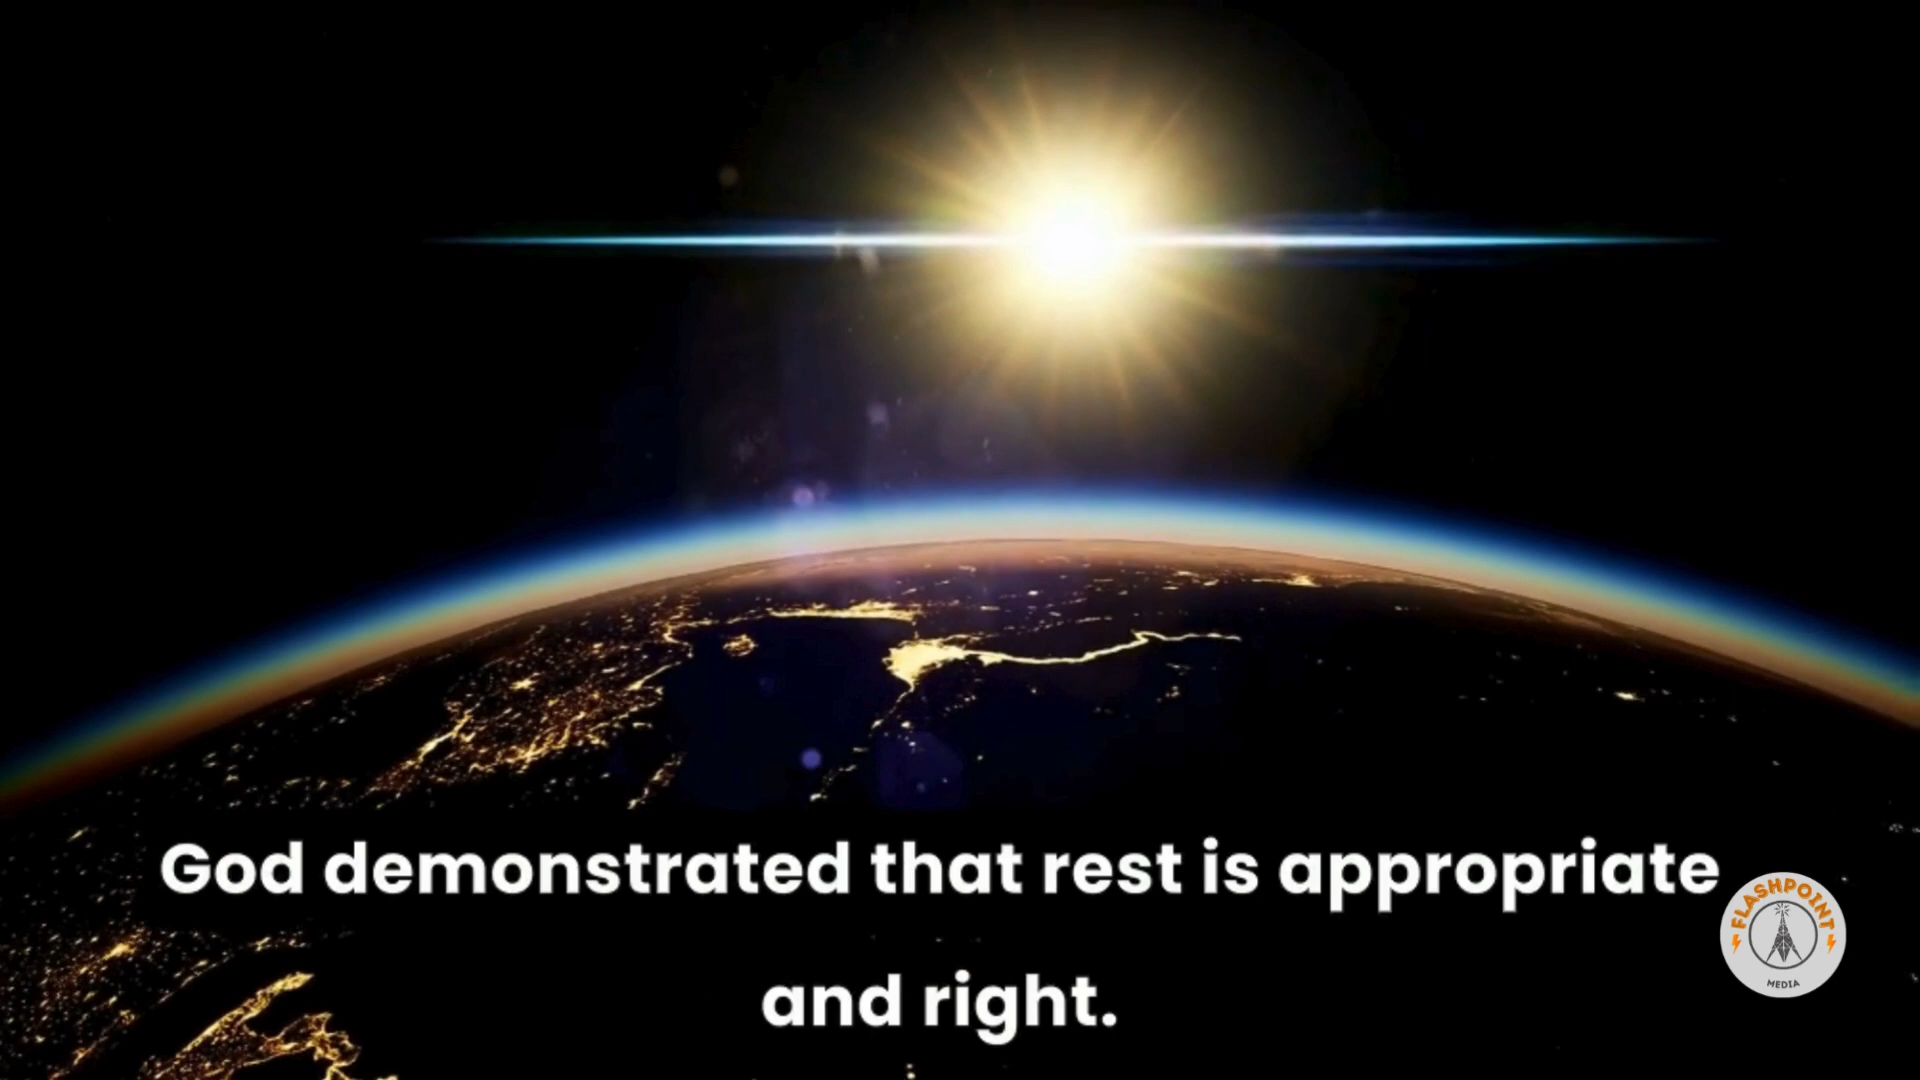 God demonstrated that rest is appropriate
and right.
FLASHPOINT
MEDIA